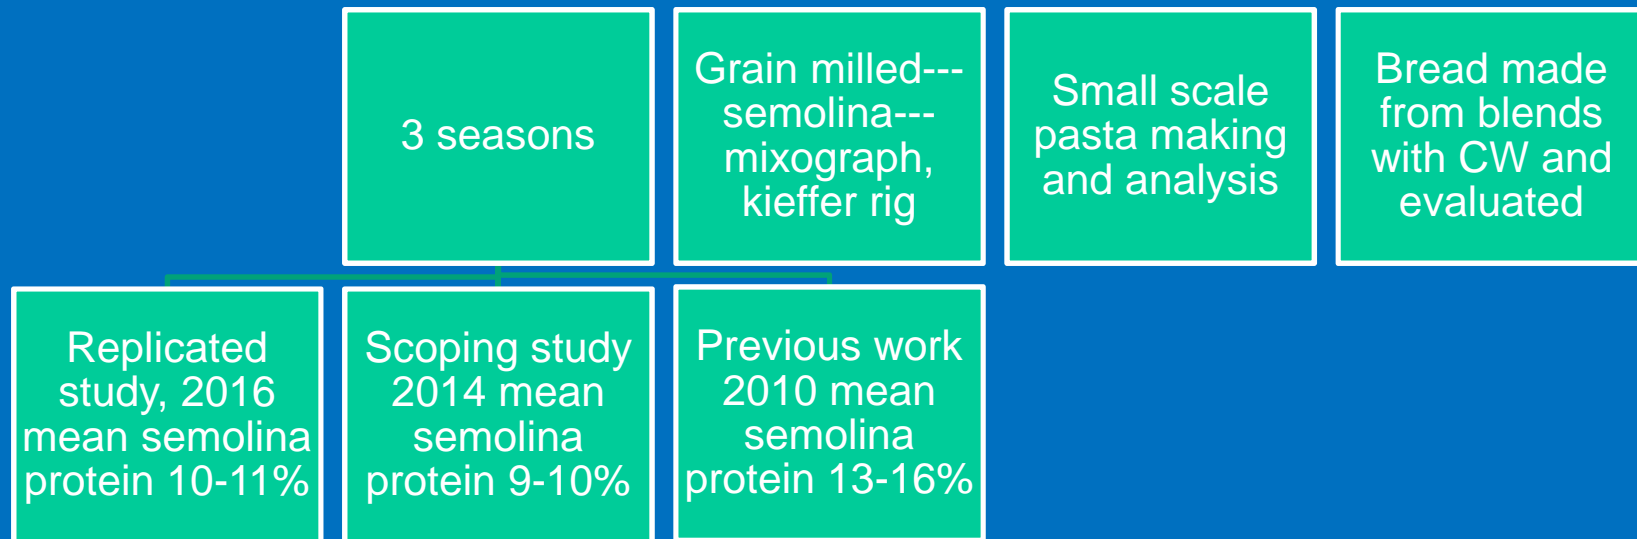 3 seasons
Grain milled---
semolina---
mixograph,
kieffer rig
Small scale
pasta making
and analysis
Bread made
from blends
with CW and
evaluated
Replicated
study, 2016
mean semolina
protein 10-11%
Scoping study
2014 mean
semolina
protein 9-10%
Previous work
2010 mean
semolina
protein 13-16%